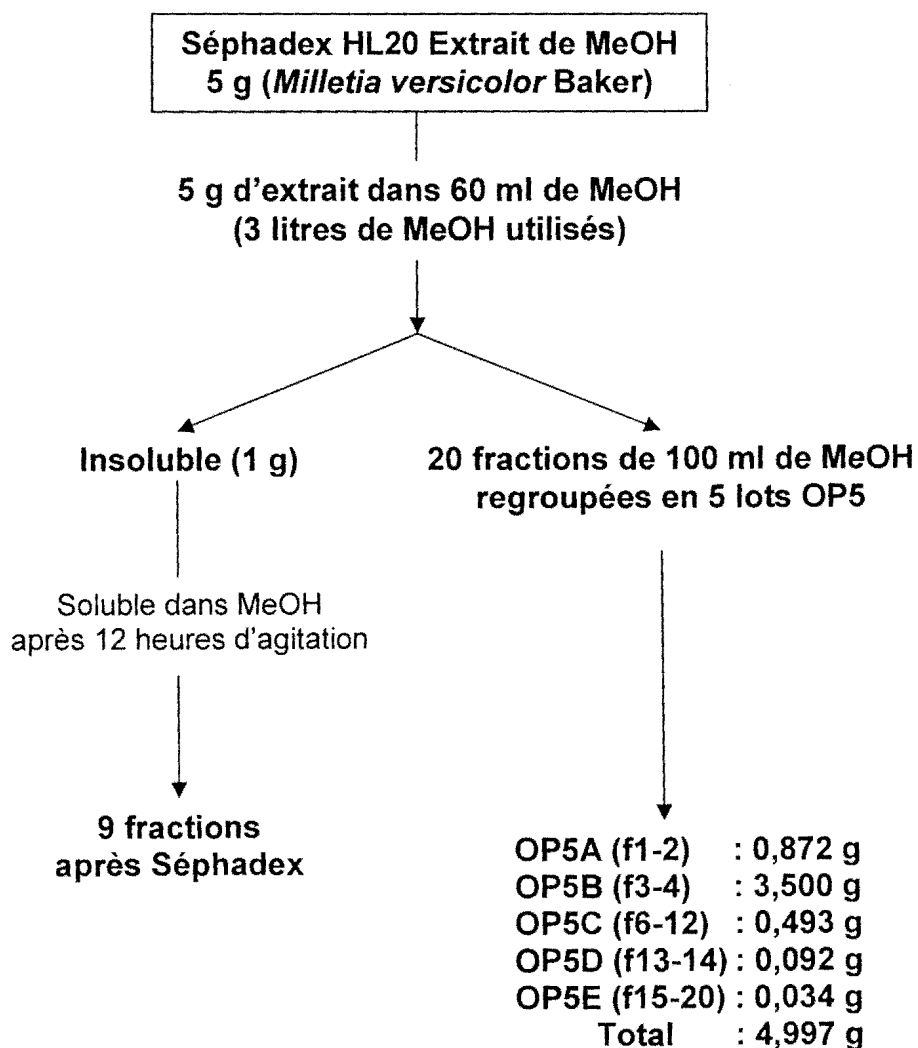 Séphadex HL20 Extrait de MeOH
5 g (Milletia versicolor Baker)
5 g d'extrait dans 60 ml de MeOH
(3 litres de MeOH utilisés)
Insoluble (1 g)
20 fractions de 100 ml de MeOH
regroupées en 5 lots OP5
Soluble dans MeOH
après 12 heures d'agitation
9 fractions
après Séphadex
OP5A (f1-2) : 0,872 g
OP5B (f3-4) : 3,500 g
OP5C (f6-12) : 0,493 g
OP5D (f13-14) : 0,092 g
OP5E (f15-20) : 0,034 g
Total : 4,997 g